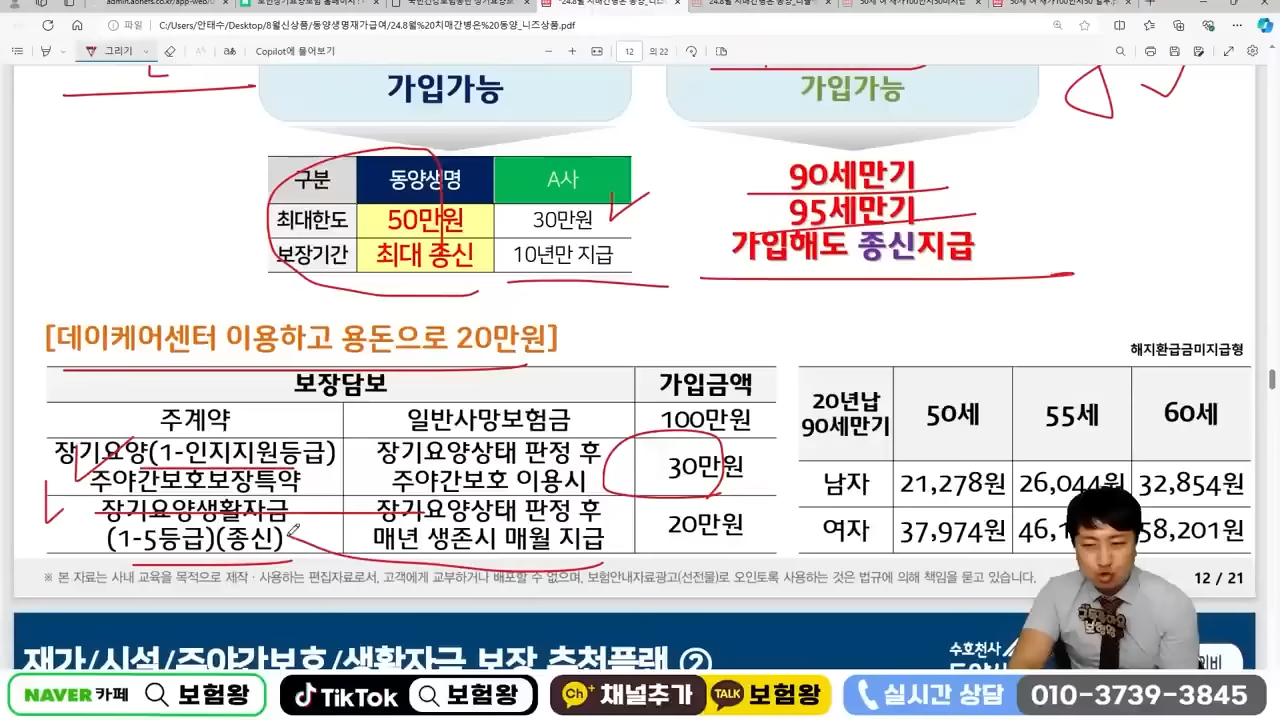 파일
C:/Users/안태수/Desktop/8월신상품/동양생명재가급여/24.8월%20치매간병은%20동양_니즈상품.pdf
그리기
Copilot에 물어보기
12 의 22
가입가능
가입가능
구분 동양생명 A사
최대한도 50만원 30만원
보장기간 최대 종신 10년만 지급
90세만기
95세만기
가입해도 종신지급
[데이케어센터 이용하고 용돈으로 20만원]
해지환급금미지급형
보장담보 가입금액
주계약 일반사망보험금 100만원
장기요양(1-인지지원등급)
주야간보호보장특약
장기요양상태 판정 후
주야간보호 이용시
30만원
장기요양생활자금
(1-5등급)(종신)
장기요양상태 판정 후
매년 생존시 매월 지급
20만원
20년납
90세만기
50세 55세 60세
남자 21,278원 26,044원 32,854원
여자 37,974원 58,201원
※ 본 자료는 사내 교육을 목적으로 제작 · 사용하는 편집자료로서, 고객에게 교부하거나 배포할 수 없으며, 보험안내자료광고(선전물)로 오인토록 사용하는 것은 법규에 의해 책임을 묻고 있습니다.
12 / 21
재가/시설/주야간보호/생활자금 보장 추천플랜 ②
수호천사
보험왕
NAVER 카페 보험왕
TikTok 보험왕
Ch+ 채널추가
TALK 보험왕
실시간 상담 010-3739-3845